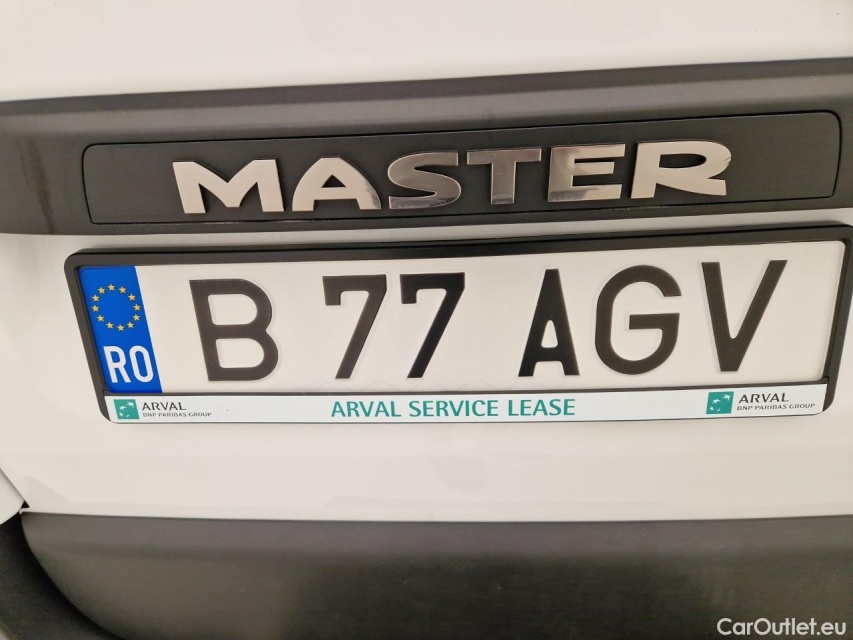 MASTER
RO B 77 AGV
ARVAL BNP PARIBAS GROUP
ARVAL SERVICE LEASE
ARVAL BNP PARIBAS GROUP
CarOutlet.eu